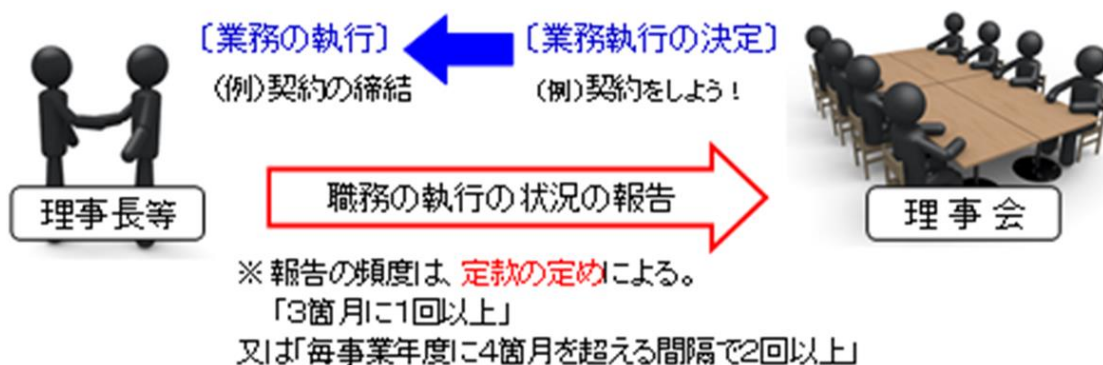 〔業務の執行〕
〔業務執行の決定〕
(例)契約の締結
(例)契約をしよう!
理事長等
職務の執行の状況の報告
理事会
※報告の頻度は、定款の定めによる。
「3箇月に1回以上」
又は「毎事業年度に4箇月を超える間隔で2回以上」